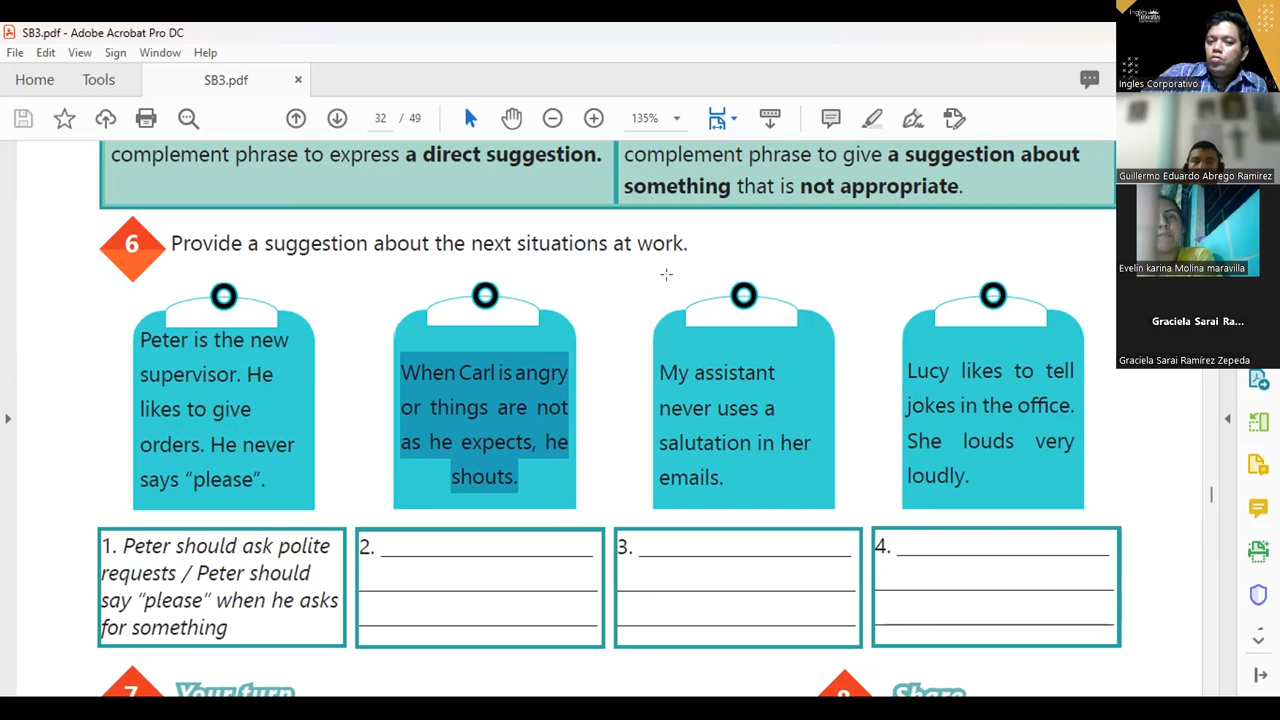 SB3.pdf - Adobe Acrobat Pro DC
File Edit View Sign Window Help
Home Tools SB3.pdf ×
32 / 49 135%
complement phrase to express a direct suggestion.
complement phrase to give a suggestion about
something that is not appropriate.
6 Provide a suggestion about the next situations at work.
Peter is the new
supervisor. He
likes to give
orders. He never
says “please”.
When Carl is angry
or things are not
as he expects, he
shouts.
My assistant
never uses a
salutation in her
emails.
Lucy likes to tell
jokes in the office.
She louds very
loudly.
1. Peter should ask polite
requests / Peter should
say “please” when he asks
for something
2.
3.
4.
7 Your turn
8 Share
Inglés
Ingles Corporativo
Guillermo Eduardo Abrego Ramirez
Evelin karina Molina maravilla
Graciela Sarai Ra...
Graciela Sarai Ramírez Zepeda